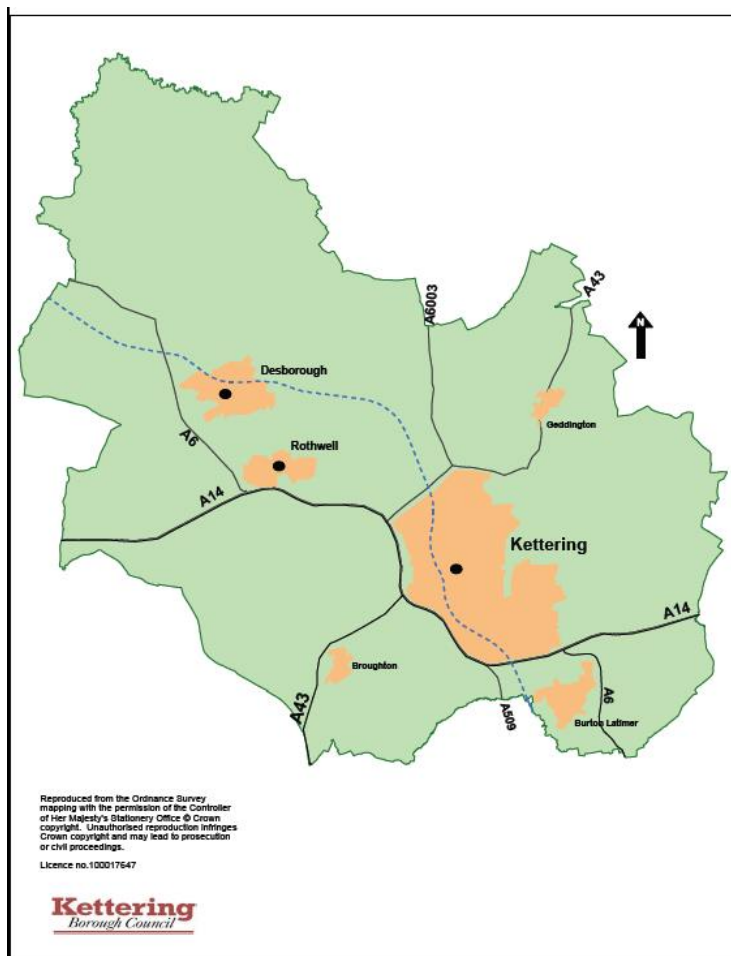 A6003
A43
N
Desborough
Geddington
A6
Rothwell
A14
Kettering
A14
Broughton
A43
A509
A6
Burton Latimer
Reproduced from the Ordnance Survey
mapping with the permission of the Controller
of Her Majesty's Stationery Office © Crown
copyright. Unauthorised reproduction infringes
Crown copyright and may lead to prosecution
or civil proceedings.
Licence no.100017647
Kettering
Borough Council